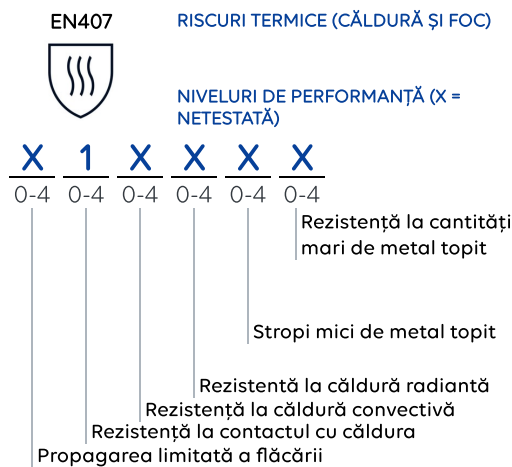 EN407
RISCURI TERMICE (CĂLDURĂ ȘI FOC)
NIVELURI DE PERFORMANȚĂ (X =
NETESTATĂ)
X 1 X X X X
0-4 0-4 0-4 0-4 0-4 0-4
Rezistență la cantități
mari de metal topit
Stropi mici de metal topit
Rezistentă la căldură radiantă
Rezistență la căldură convectivă
Rezistență la contactul cu căldura
Propagarea limitată a flăcării